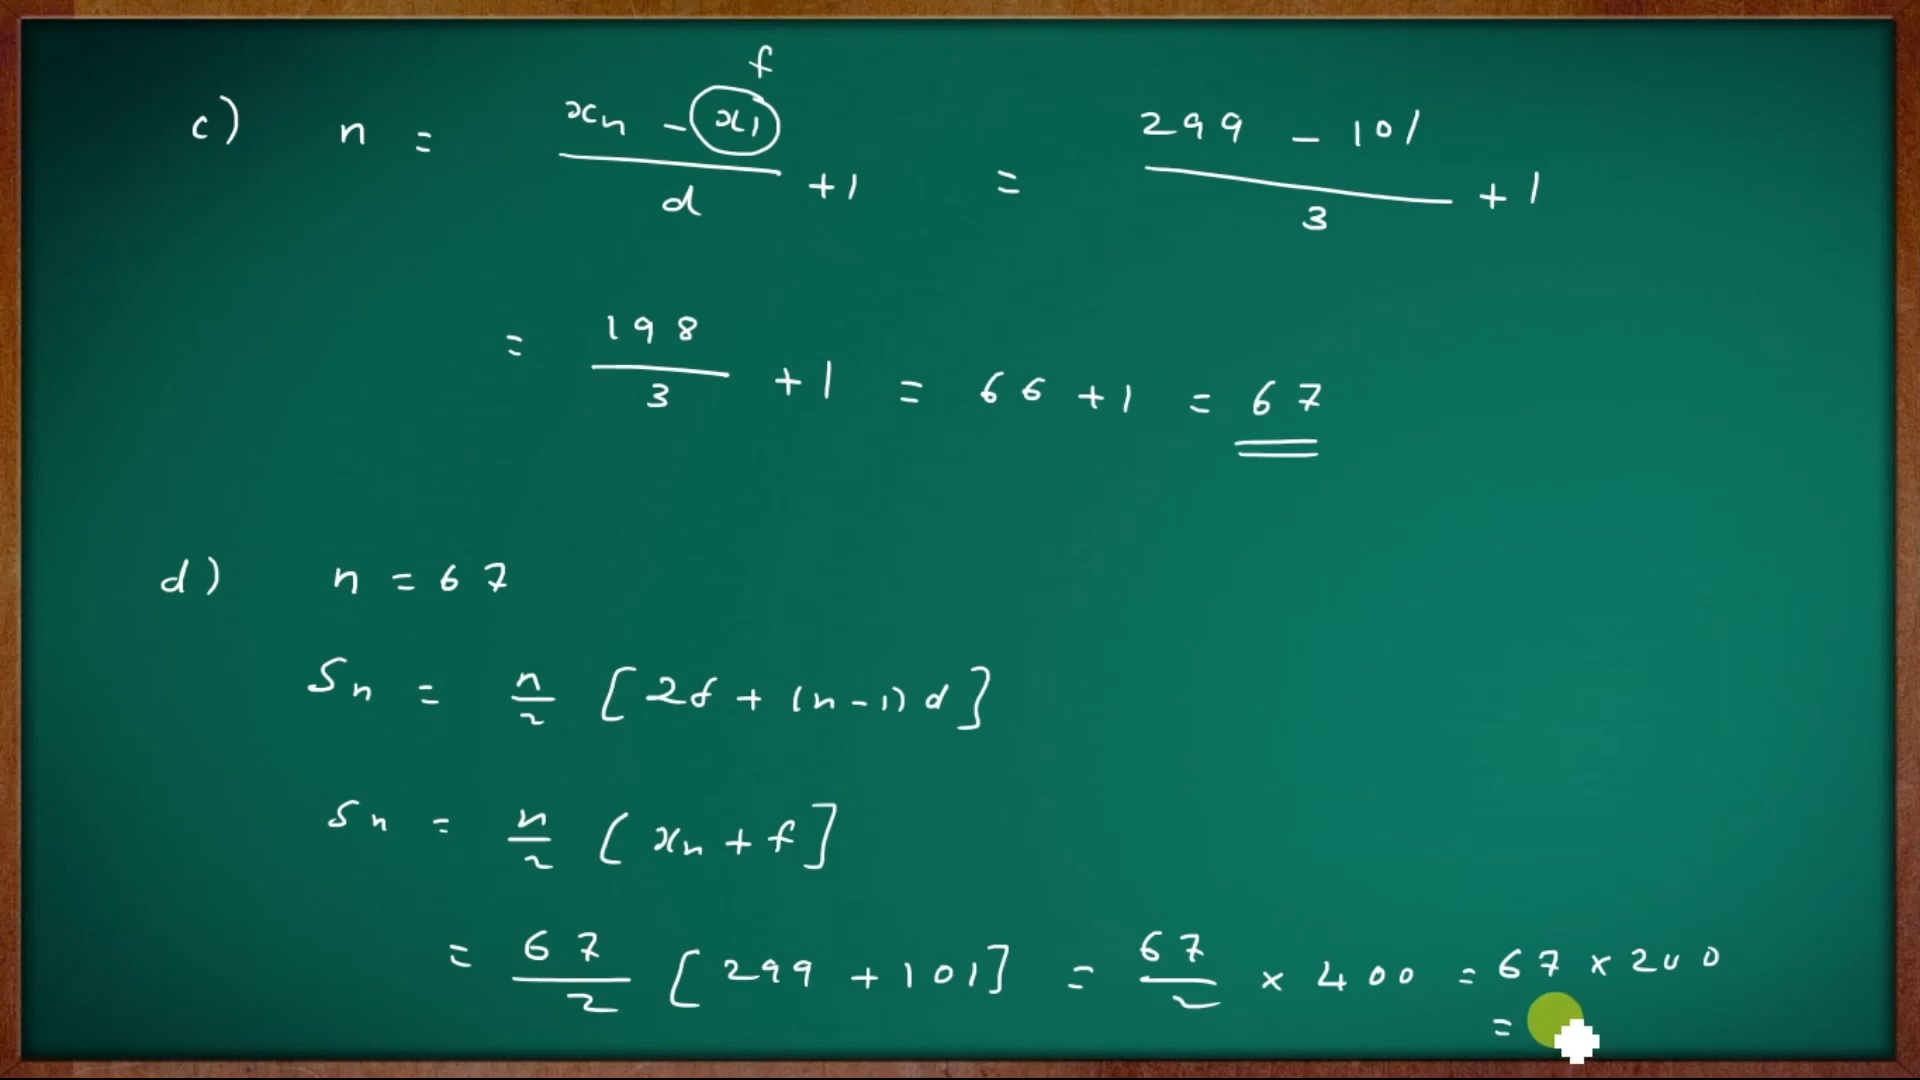 f
c) n = xn - x1 / d + 1 = 299 - 101 / 3 + 1
= 198 / 3 + 1 = 66 + 1 = 67
d) n = 67
Sn = n/2 [2f + (n - 1) d]
Sn = n/2 [xn + f]
= 67/2 [299 + 101] = 67/2 × 400 = 67 × 200
=